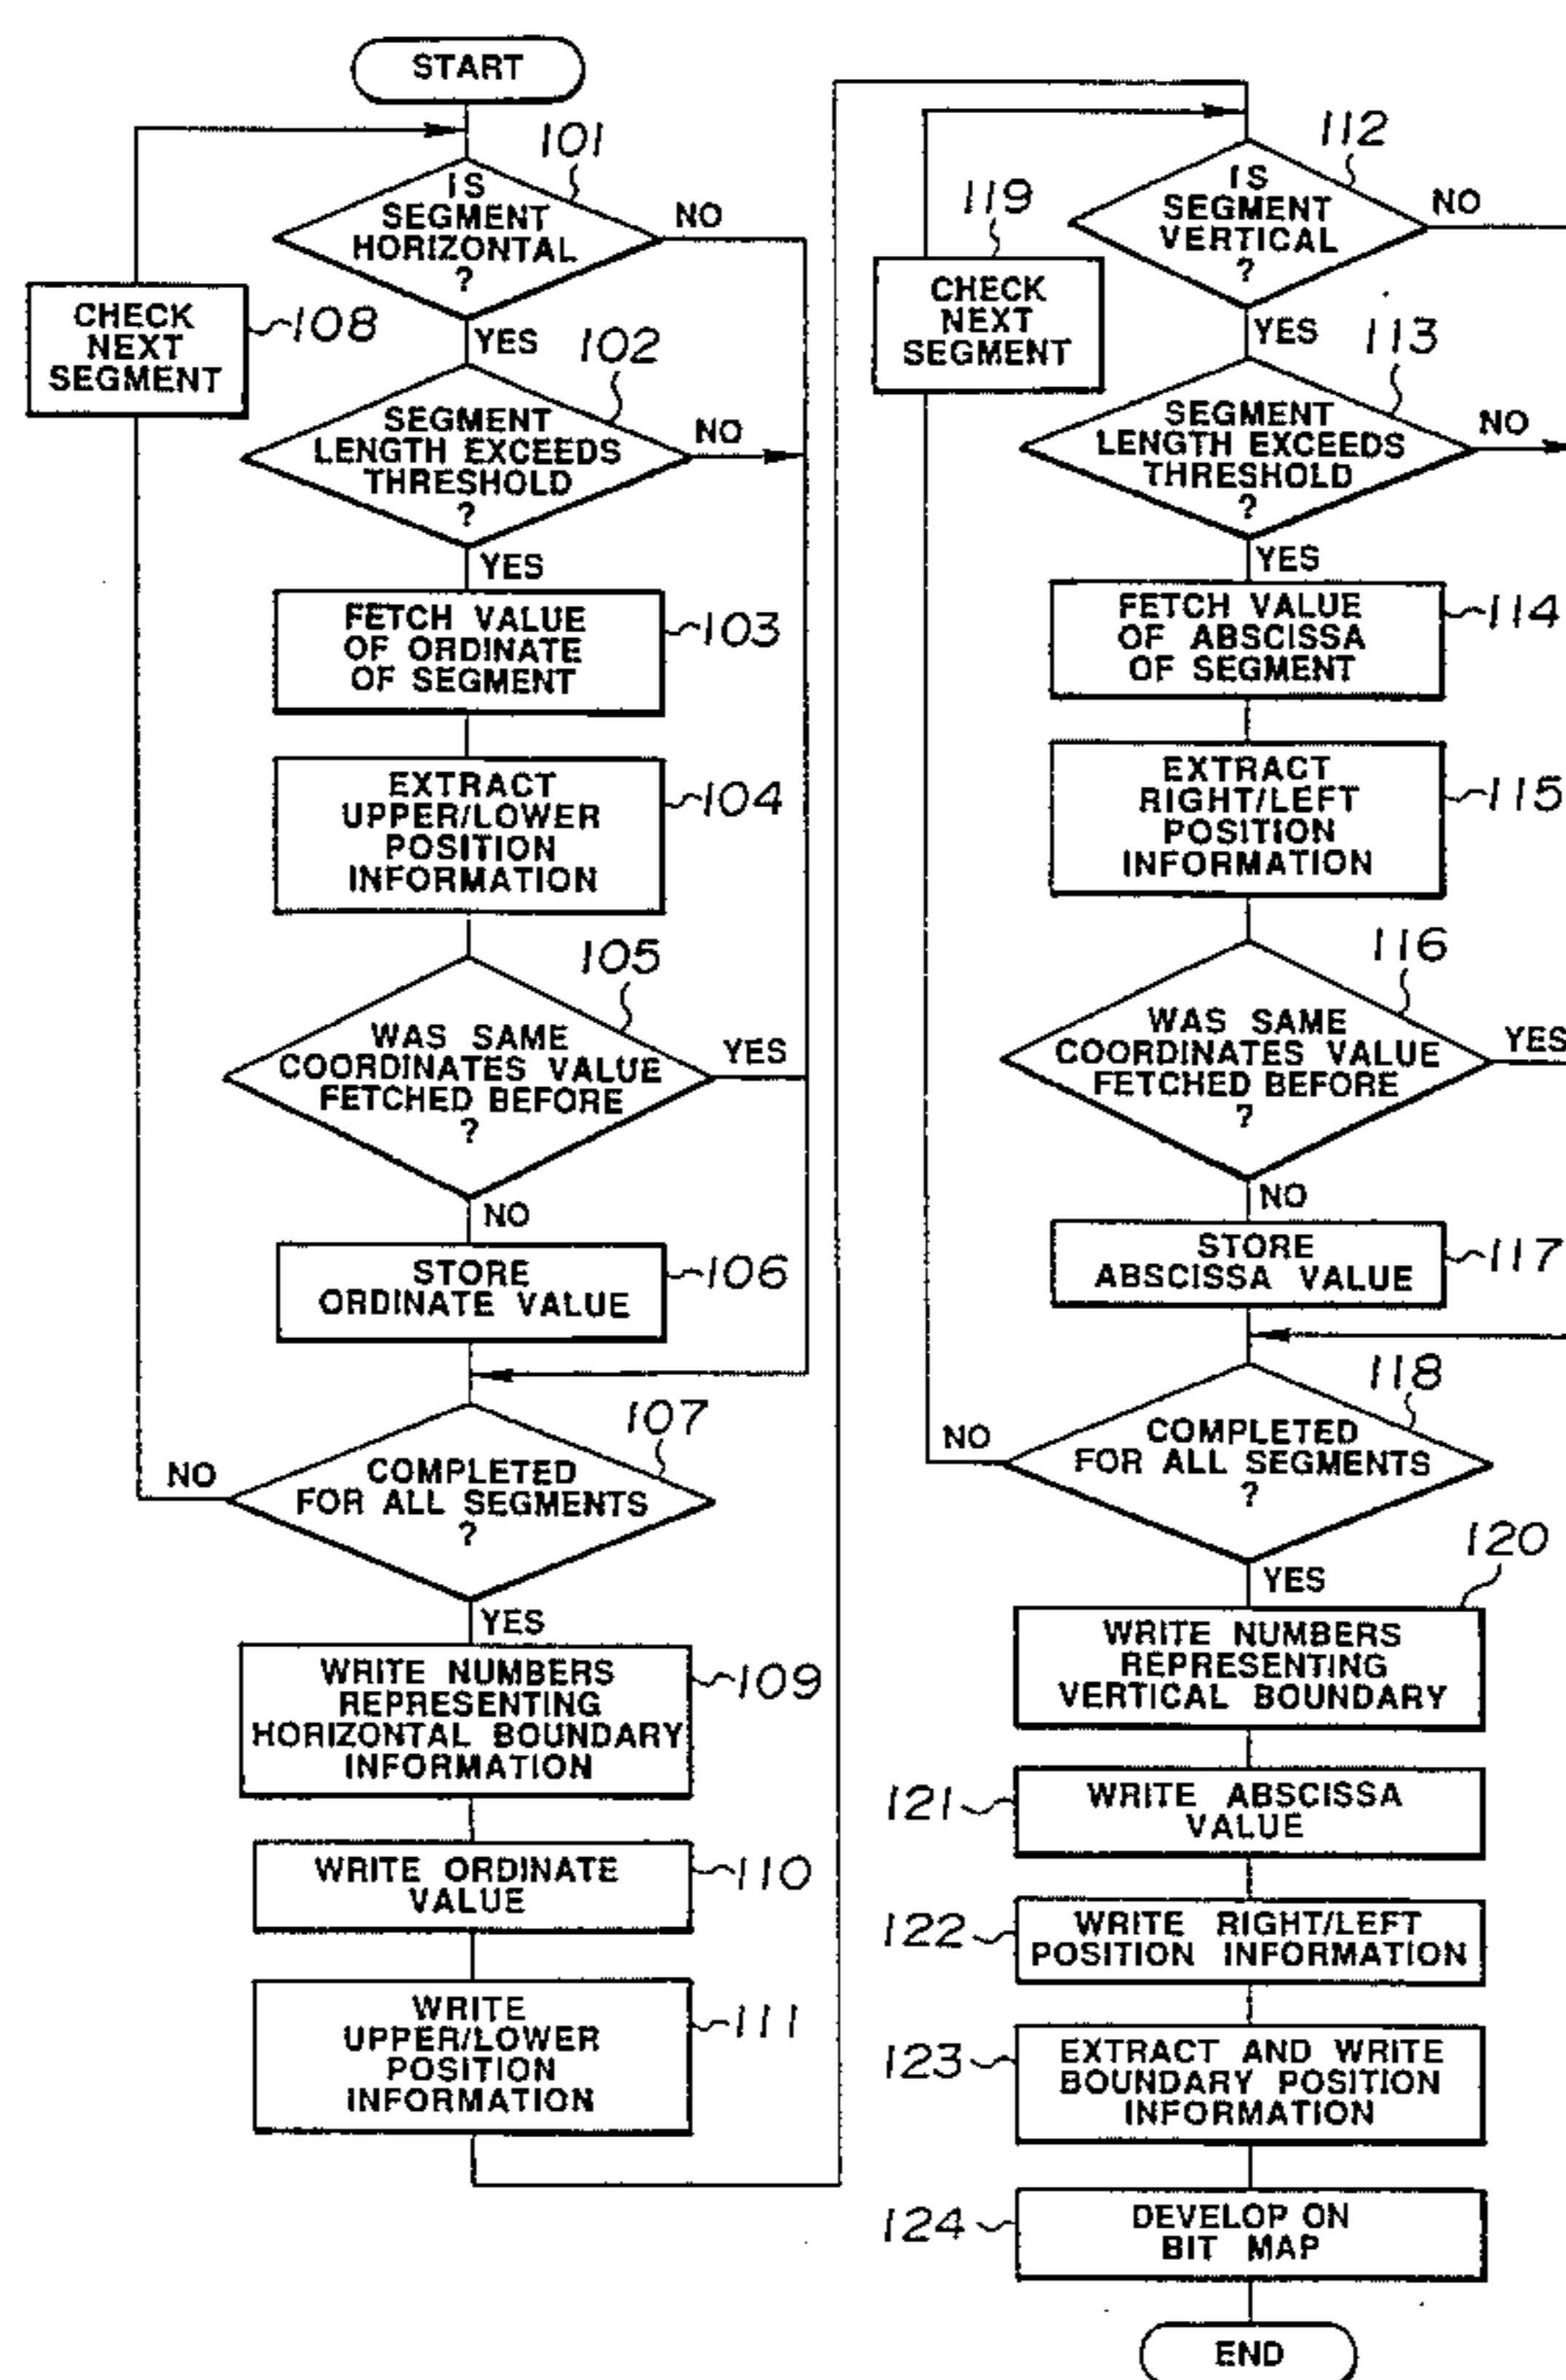 START
101
IS
SEGMENT
HORIZONTAL
?
NO
YES
CHECK
NEXT
SEGMENT
108
102
SEGMENT
LENGTH EXCEEDS
THRESHOLD
?
NO
YES
FETCH VALUE
OF ORDINATE
OF SEGMENT
103
EXTRACT
UPPER/LOWER
POSITION
INFORMATION
104
105
WAS SAME
COORDINATES VALUE
FETCHED BEFORE
?
YES
NO
STORE
ORDINATE VALUE
106
107
COMPLETED
FOR ALL SEGMENTS
?
NO
YES
WRITE NUMBERS
REPRESENTING
HORIZONTAL BOUNDARY
INFORMATION
109
WRITE ORDINATE
VALUE
110
WRITE
UPPER/LOWER
POSITION
INFORMATION
111
112
IS
SEGMENT
VERTICAL
?
NO
YES
119
CHECK
NEXT
SEGMENT
113
SEGMENT
LENGTH EXCEEDS
THRESHOLD
?
NO
YES
FETCH VALUE
OF ABSCISSA
OF SEGMENT
114
EXTRACT
RIGHT/LEFT
POSITION
INFORMATION
115
116
WAS SAME
COORDINATES VALUE
FETCHED BEFORE
?
YES
NO
STORE
ABSCISSA VALUE
117
118
COMPLETED
FOR ALL SEGMENTS
?
NO
YES
120
WRITE NUMBERS
REPRESENTING
VERTICAL BOUNDARY
121
WRITE ABSCISSA
VALUE
122
WRITE RIGHT/LEFT
POSITION INFORMATION
123
EXTRACT AND WRITE
BOUNDARY POSITION
INFORMATION
124
DEVELOP ON
BIT MAP
END